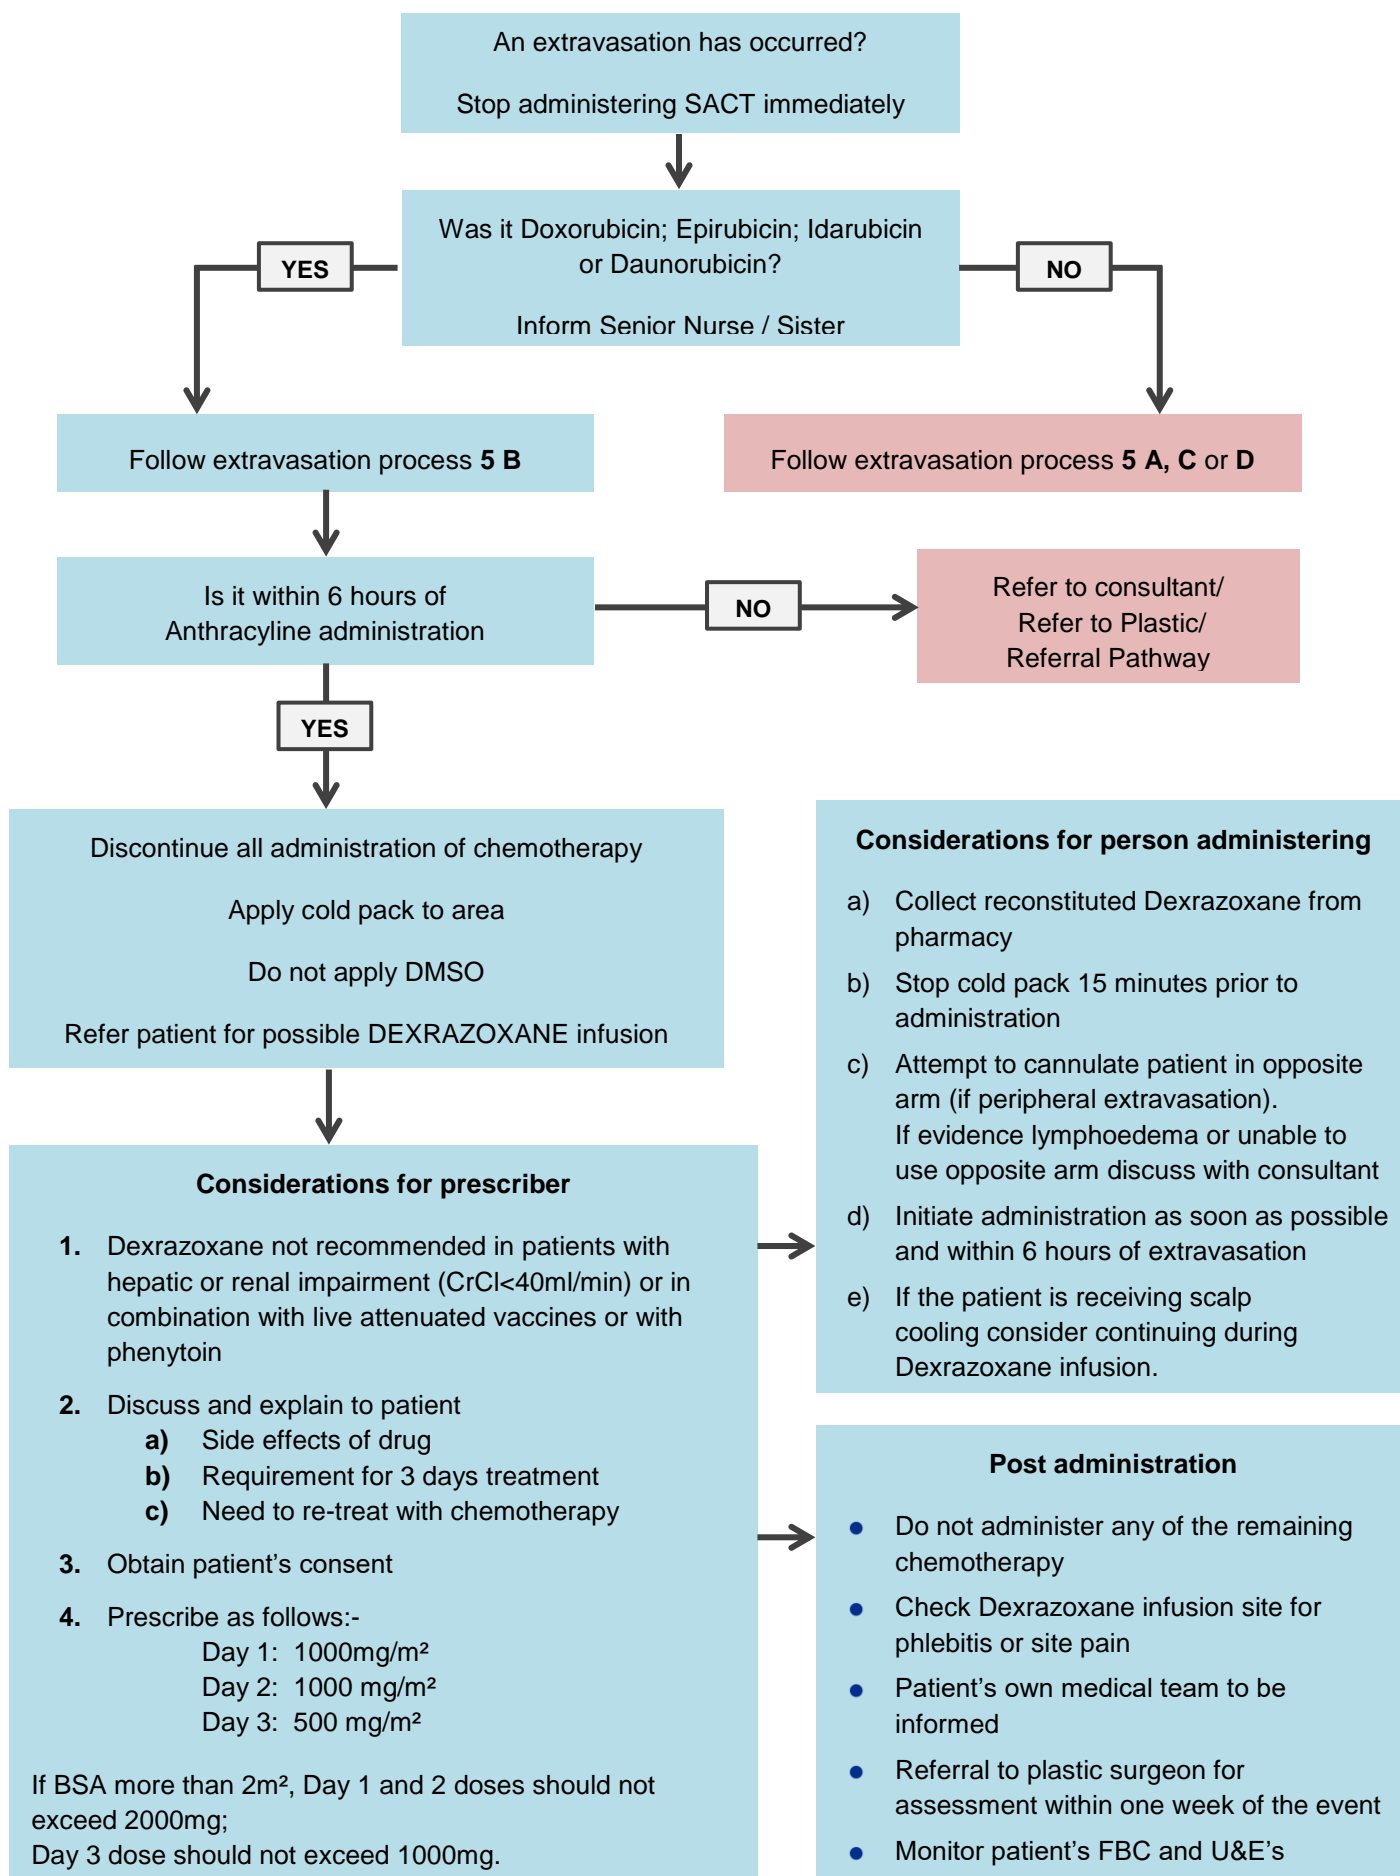 An extravasation has occurred?
Stop administering SACT immediately
Was it Doxorubicin; Epirubicin; Idarubicin
or Daunorubicin?
Inform Senior Nurse / Sister
YES
NO
Follow extravasation process 5 B
Follow extravasation process 5 A, C or D
Is it within 6 hours of
Anthracyline administration
NO
Refer to consultant/
Refer to Plastic/
Referral Pathway
YES
Discontinue all administration of chemotherapy
Apply cold pack to area
Do not apply DMSO
Refer patient for possible DEXRAZOXANE infusion
Considerations for prescriber
1. Dexrazoxane not recommended in patients with
hepatic or renal impairment (CrCl<40ml/min) or in
combination with live attenuated vaccines or with
phenytoin
2. Discuss and explain to patient
a) Side effects of drug
b) Requirement for 3 days treatment
c) Need to re-treat with chemotherapy
3. Obtain patient's consent
4. Prescribe as follows:-
Day 1: 1000mg/m²
Day 2: 1000 mg/m²
Day 3: 500 mg/m²
If BSA more than 2m², Day 1 and 2 doses should not
exceed 2000mg;
Day 3 dose should not exceed 1000mg.
Considerations for person administering
a) Collect reconstituted Dexrazoxane from
pharmacy
b) Stop cold pack 15 minutes prior to
administration
c) Attempt to cannulate patient in opposite
arm (if peripheral extravasation).
If evidence lymphoedema or unable to
use opposite arm discuss with consultant
d) Initiate administration as soon as possible
and within 6 hours of extravasation
e) If the patient is receiving scalp
cooling consider continuing during
Dexrazoxane infusion.
Post administration
• Do not administer any of the remaining
chemotherapy
• Check Dexrazoxane infusion site for
phlebitis or site pain
• Patient's own medical team to be
informed
• Referral to plastic surgeon for
assessment within one week of the event
• Monitor patient's FBC and U&E's